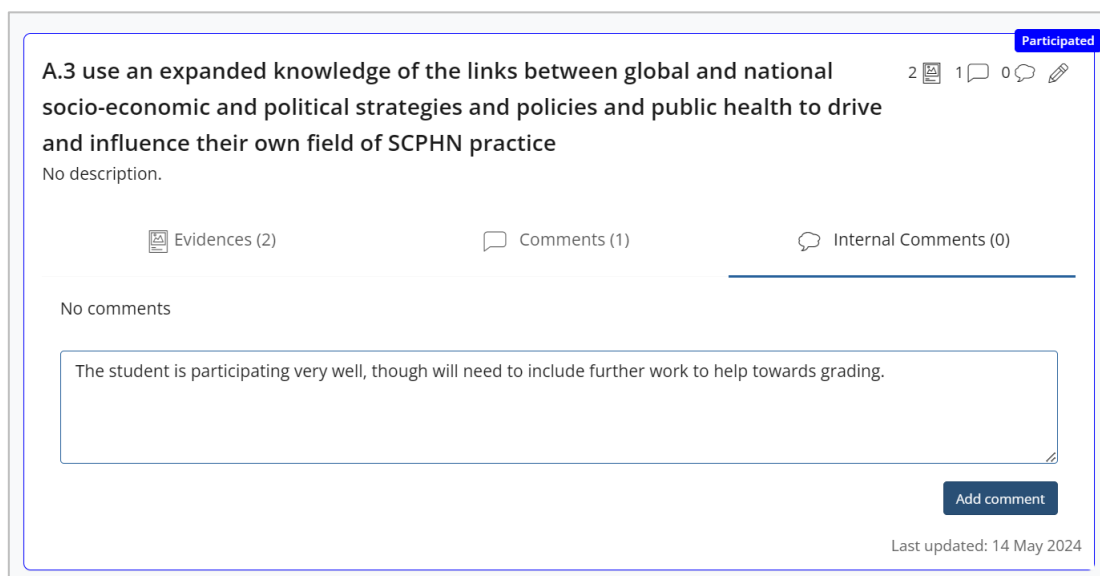 Participated
A.3 use an expanded knowledge of the links between global and national
2 1 0
socio-economic and political strategies and policies and public health to drive
and influence their own field of SCPHN practice
No description.
Evidences (2) Comments (1) Internal Comments (0)
No comments
The student is participating very well, though will need to include further work to help towards grading.
Add comment
Last updated: 14 May 2024